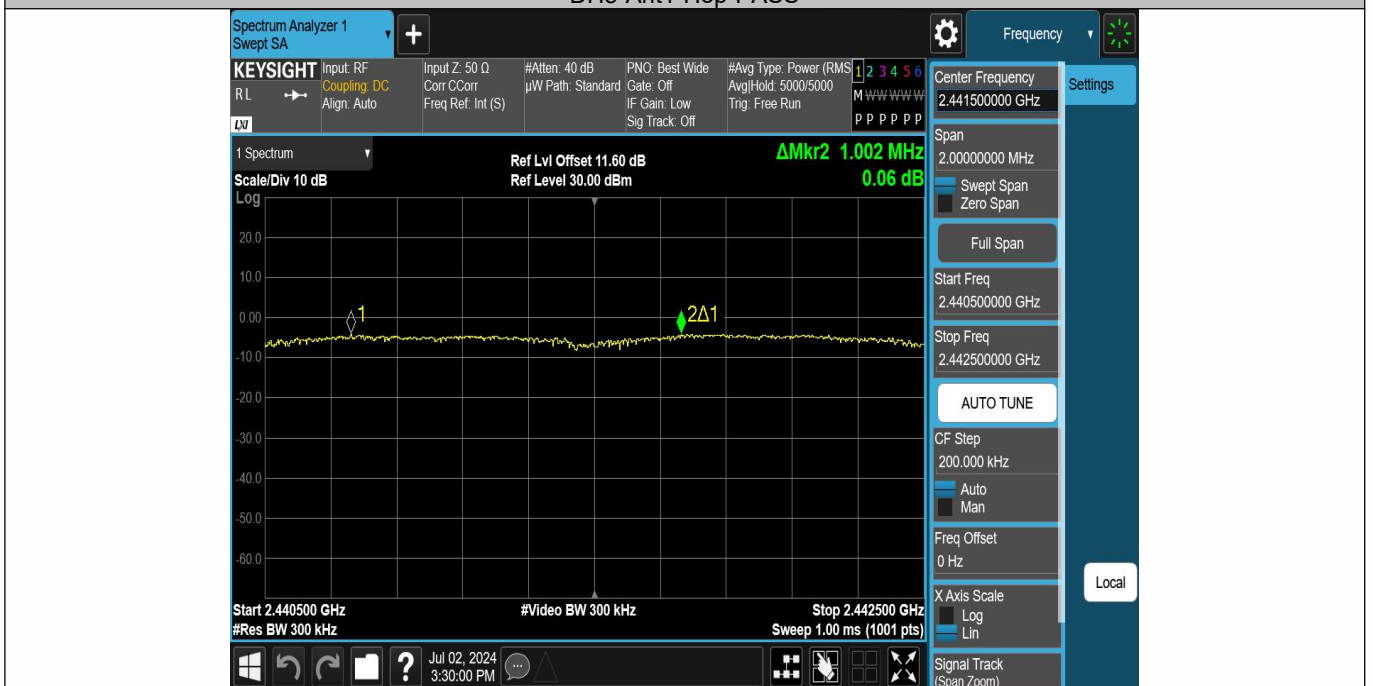 DH5-Ant1-Hop-PASS
Spectrum Analyzer 1
Swept SA
+
Frequency
KEYSIGHT
RL
LXI
Input: RF
Coupling: DC
Align: Auto
Input Z: 50 Ω
Corr CCorr
Freq Ref: Int (S)
#Atten: 40 dB
µW Path: Standard
PNO: Best Wide
Gate: Off
IF Gain: Low
Sig Track: Off
#Avg Type: Power (RMS
Avg|Hold: 5000/5000
Trig: Free Run
1 2 3 4 5 6
M W W W W W
P P P P P P
1 Spectrum
Scale/Div 10 dB
Ref Lvl Offset 11.60 dB
Ref Level 30.00 dBm
ΔMkr2 1.002 MHz
0.06 dB
Log
20.0
10.0
0.00
-10.0
-20.0
-30.0
-40.0
-50.0
-60.0
1
2Δ1
Start 2.440500 GHz
#Res BW 300 kHz
#Video BW 300 kHz
Stop 2.442500 GHz
Sweep 1.00 ms (1001 pts)
?
Jul 02, 2024
3:30:00 PM
Center Frequency
2.441500000 GHz
Settings
Span
2.00000000 MHz
Swept Span
Zero Span
Full Span
Start Freq
2.440500000 GHz
Stop Freq
2.442500000 GHz
AUTO TUNE
CF Step
200.000 kHz
Auto
Man
Freq Offset
0 Hz
Local
X Axis Scale
Log
Lin
Signal Track
(Span Zoom)